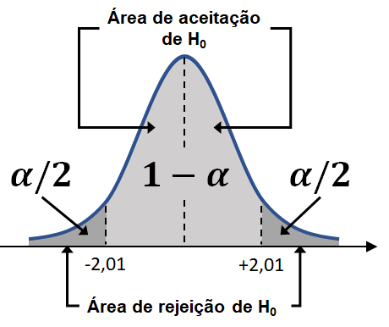 Área de aceitação
de H₀
α/2
1 − α
α/2
-2,01
+2,01
Área de rejeição de H₀